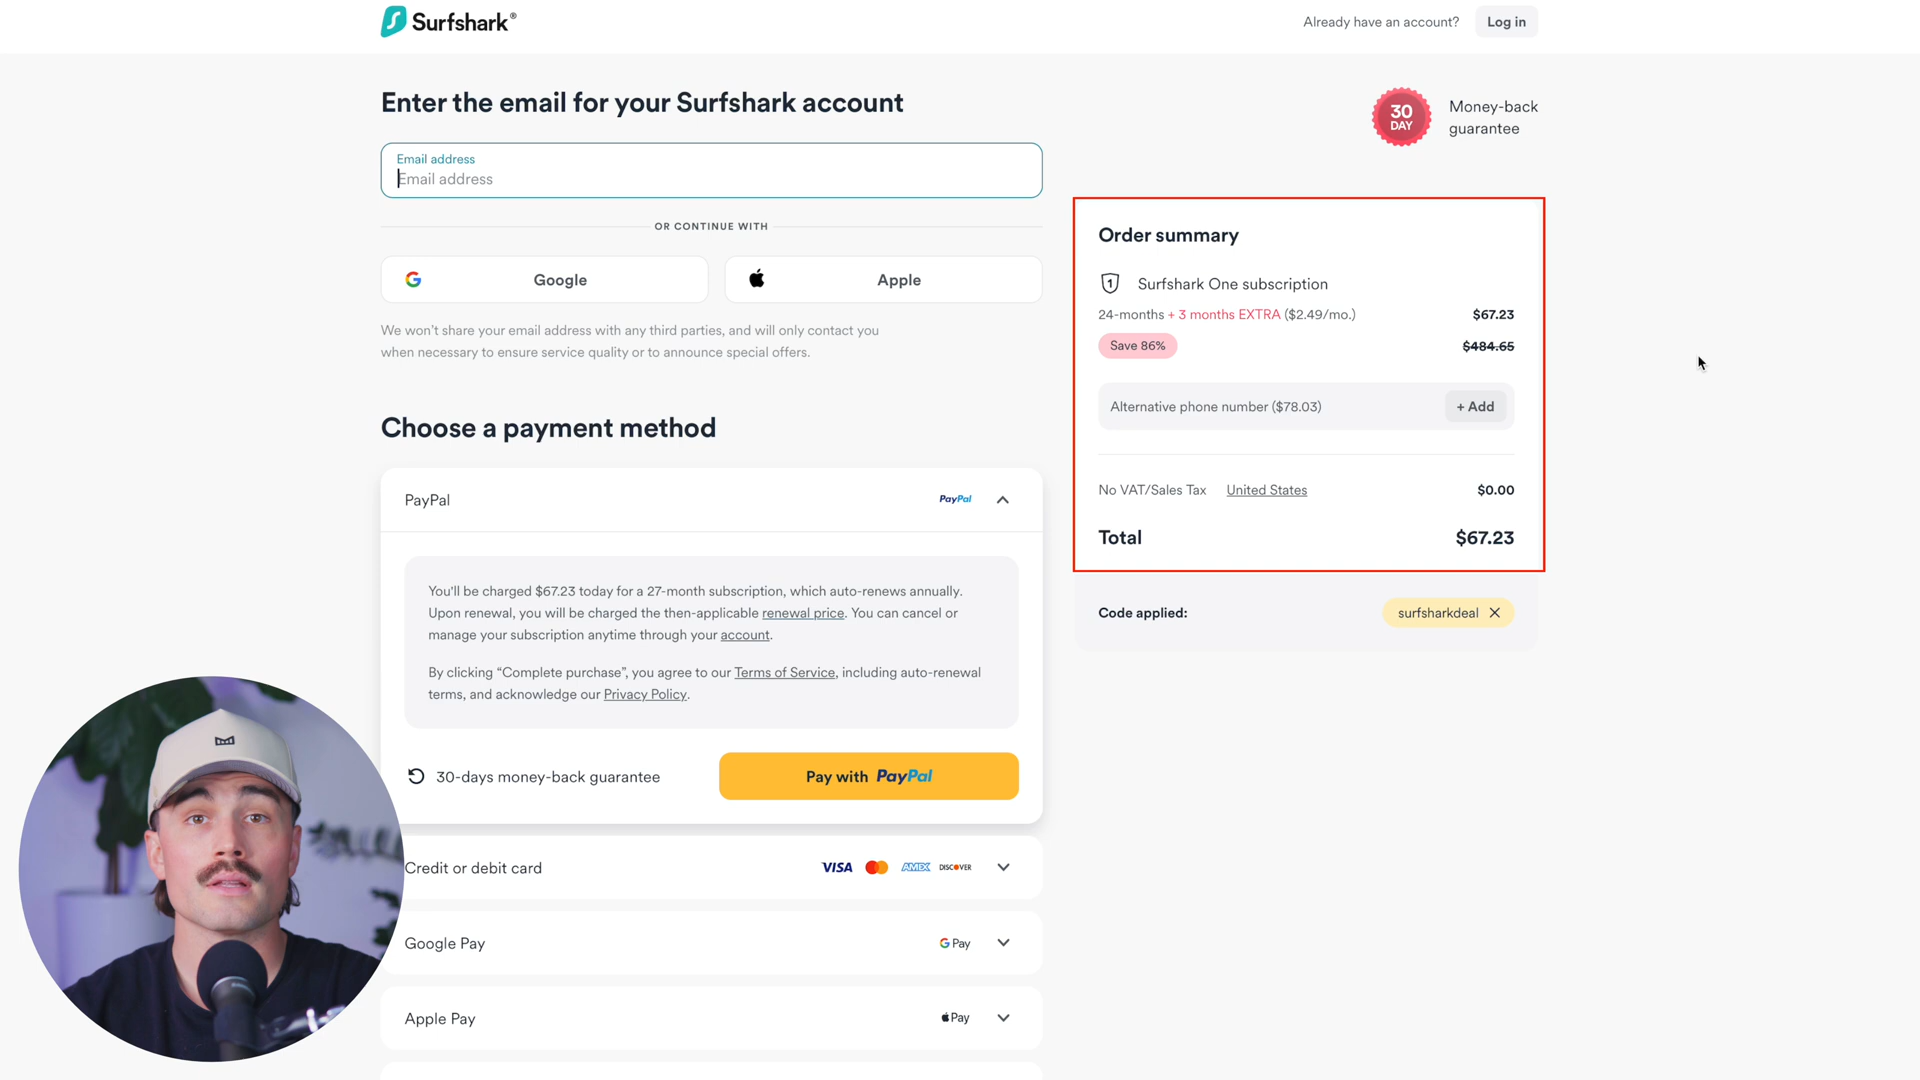 Surfshark®
Already have an account?
Log in
Enter the email for your Surfshark account
Email address
Email address
OR CONTINUE WITH
Google
Apple
We won't share your email address with any third parties, and will only contact you
when necessary to ensure service quality or to announce special offers.
30
DAY
Money-back
guarantee
Order summary
1
Surfshark One subscription
24-months + 3 months EXTRA ($2.49/mo.)
$67.23
Save 86%
$484.65
Alternative phone number ($78.03)
+ Add
No VAT/Sales Tax
United States
$0.00
Total
$67.23
Code applied:
surfsharkdeal
Choose a payment method
PayPal
PayPal
You'll be charged $67.23 today for a 27-month subscription, which auto-renews annually.
Upon renewal, you will be charged the then-applicable renewal price. You can cancel or
manage your subscription anytime through your account.
By clicking “Complete purchase”, you agree to our Terms of Service, including auto-renewal
terms, and acknowledge our Privacy Policy.
30-days money-back guarantee
Pay with PayPal
Credit or debit card
VISA
AMEX
DISCOVER
Google Pay
G Pay
Apple Pay
Pay